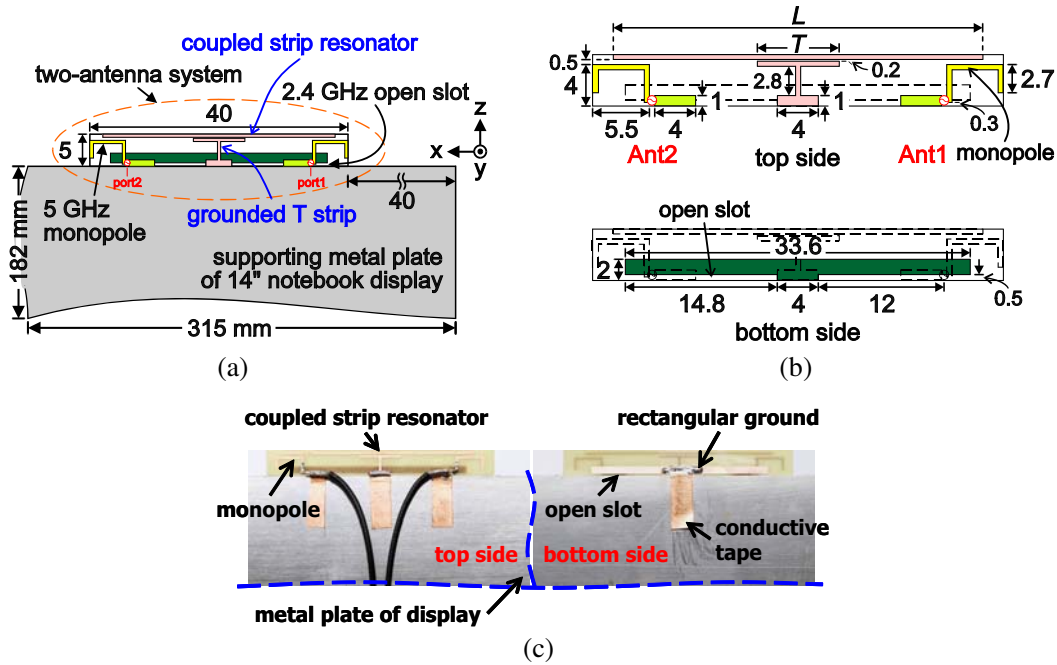 coupled strip resonator
two-antenna system
2.4 GHz open slot
40
5
z
x
y
port2
port1
40
5 GHz
monopole
grounded T strip
182 mm
supporting metal plate
of 14" notebook display
315 mm
(a)
L
T
0.5
4
2.8
0.2
2.7
1
1
0.3
5.5
4
4
Ant2
Ant1
monopole
top side
open slot
33.6
2
0.5
14.8
4
12
bottom side
(b)
coupled strip resonator
rectangular ground
monopole
open slot
conductive
tape
top side
bottom side
metal plate of display
(c)